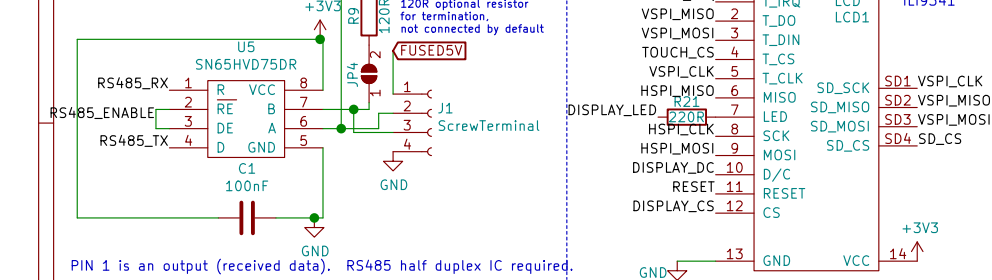 +3V3
R9
120R
120R optional resistor
for termination,
not connected by default
FUSED5V
JP4
2
1
U5
SN65HVD75DR
RS485_RX 1 R VCC 8
RS485_ENABLE 2 RE B 7
3 DE A 6
RS485_TX 4 D GND 5
C1
100nF
GND
1
2
3
4
J1
ScrewTerminal
GND
PIN 1 is an output (received data). RS485 half duplex IC required.
LCD
LCD1
ILI9341
T_IRQ
VSPI_MISO 2 T_DO
VSPI_MOSI 3 T_DIN
TOUCH_CS 4 T_CS
VSPI_CLK 5 T_CLK
HSPI_MISO 6 MISO
DISPLAY_LED R21 220R 7 LED
HSPI_CLK 8 SCK
HSPI_MOSI 9 MOSI
DISPLAY_DC 10 D/C
RESET 11 RESET
DISPLAY_CS 12 CS
SD_SCK SD1 VSPI_CLK
SD_MISO SD2 VSPI_MISO
SD_MOSI SD3 VSPI_MOSI
SD_CS SD4 SD_CS
+3V3
13 GND VCC 14
GND